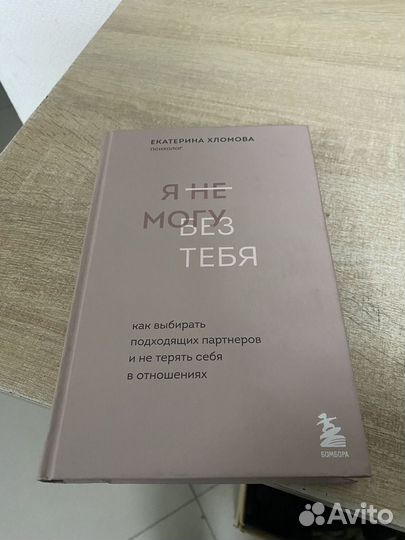 ЕКАТЕРИНА ХЛОМОВА
психолог
Я НЕ
МОГУ
БЕЗ
ТЕБЯ
как выбирать
подходящих партнеров
и не терять себя
в отношениях
БОМБОРА
Avito